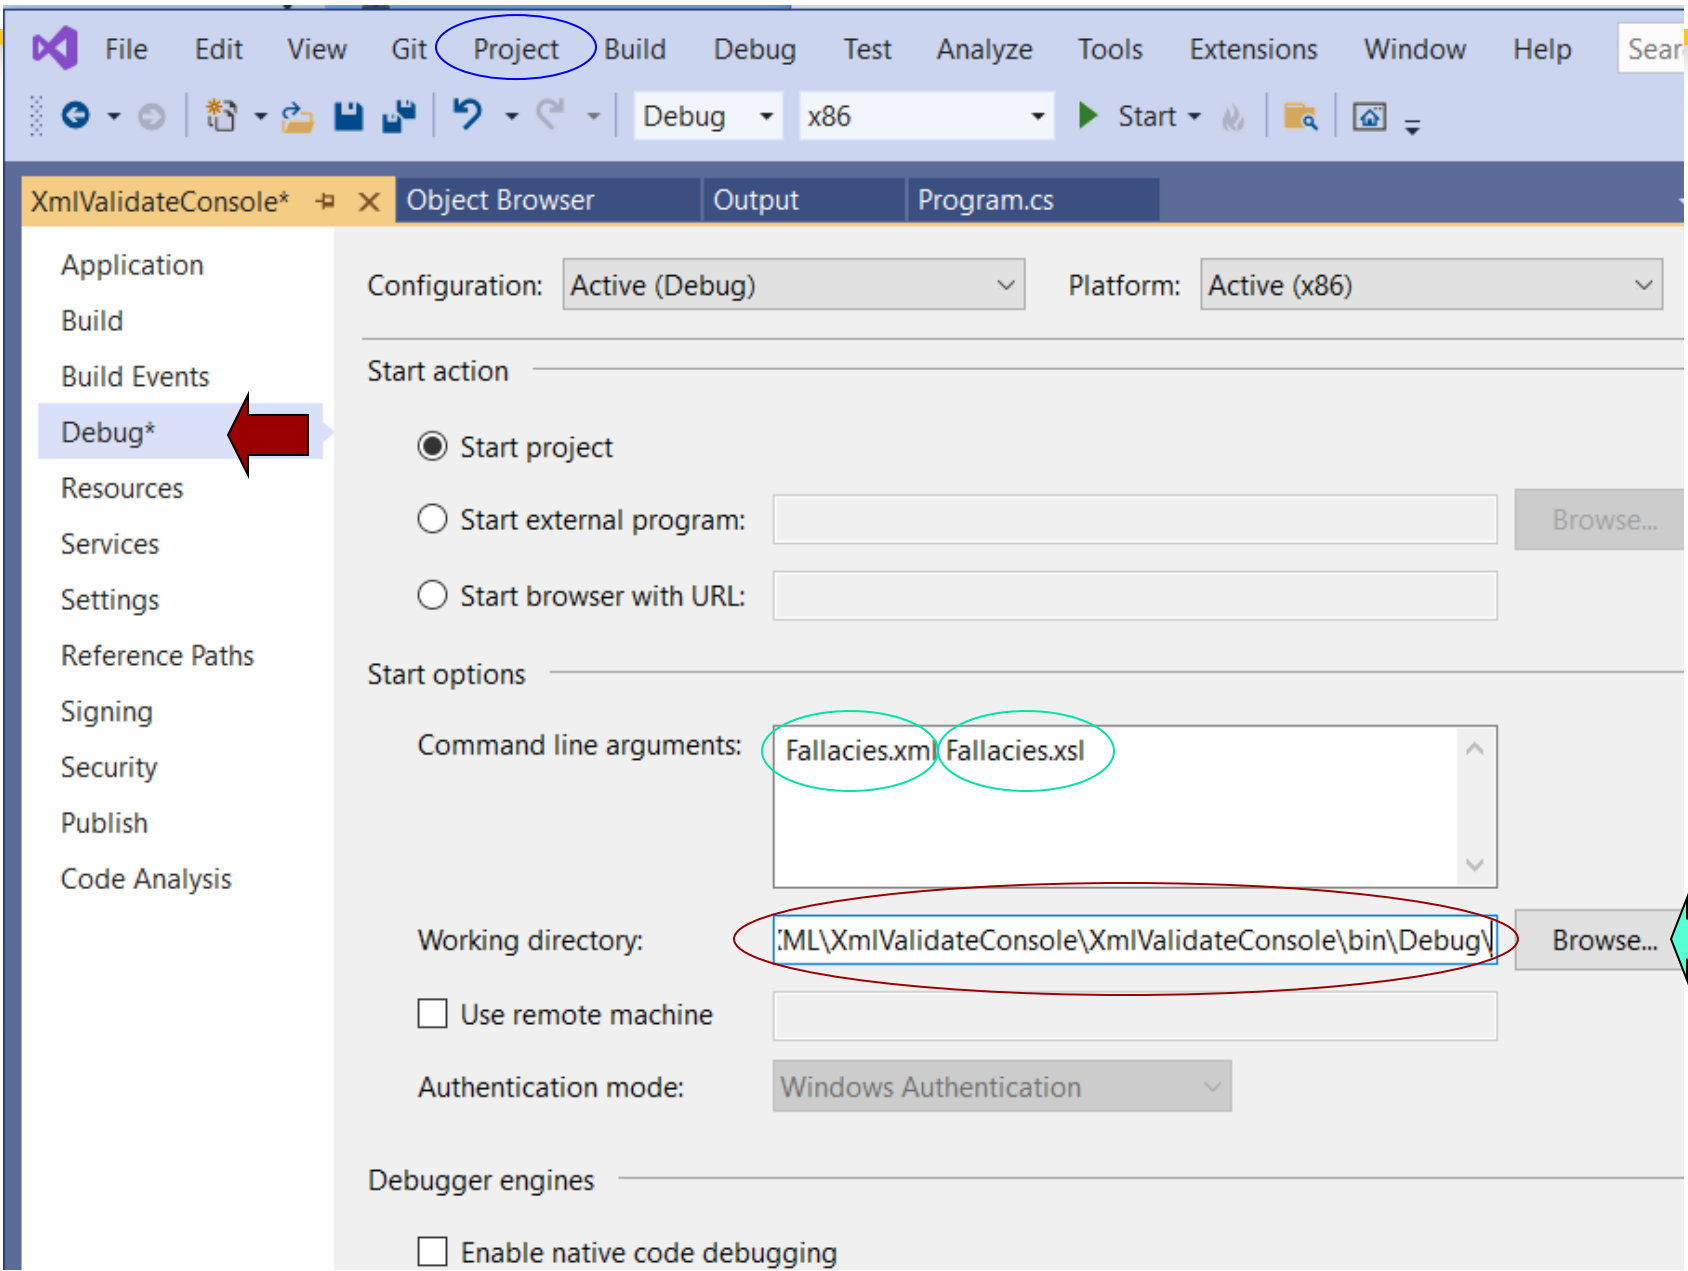 File Edit View Git Project Build Debug Test Analyze Tools Extensions Window Help
Debug x86 Start
XmlValidateConsole* Object Browser Output Program.cs
Application
Build
Build Events
Debug*
Resources
Services
Settings
Reference Paths
Signing
Security
Publish
Code Analysis
Configuration: Active (Debug) Platform: Active (x86)
Start action
Start project
Start external program: Browse...
Start browser with URL:
Start options
Command line arguments: Fallacies.xml Fallacies.xsl
Working directory: ML\XmlValidateConsole\XmlValidateConsole\bin\Debug\ Browse...
Use remote machine
Authentication mode: Windows Authentication
Debugger engines
Enable native code debugging